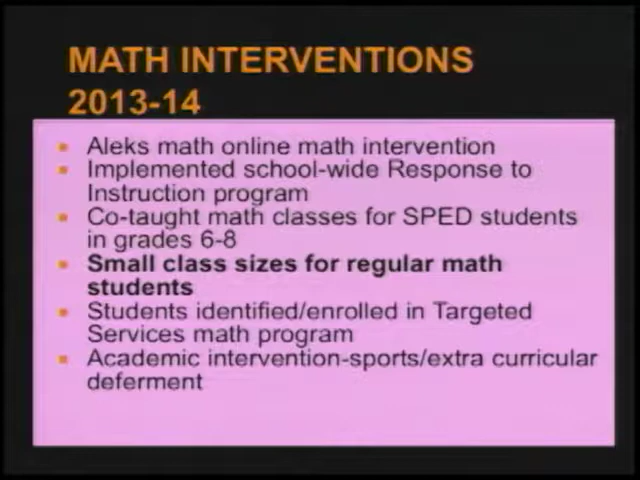 MATH INTERVENTIONS
2013-14
Aleks math online math intervention
Implemented school-wide Response to
Instruction program
Co-taught math classes for SPED students
in grades 6-8
Small class sizes for regular math
students
Students identified/enrolled in Targeted
Services math program
Academic intervention-sports/extra curricular
deferment